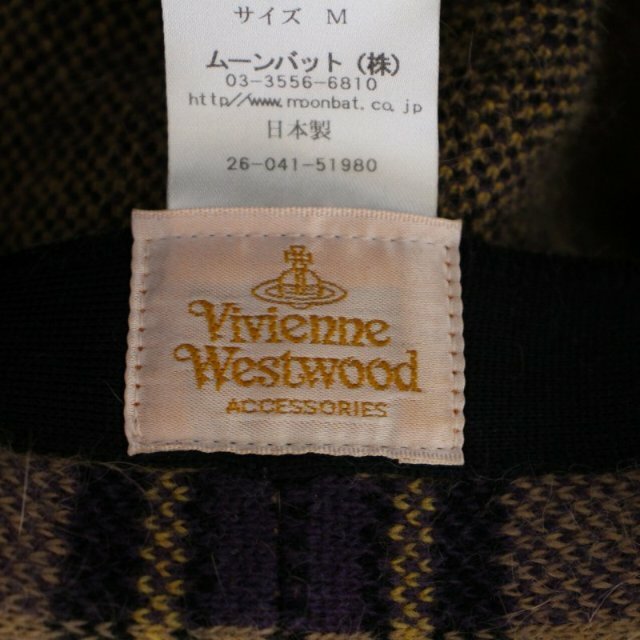 サイズ M
ムーンバット（株）
03-3556-6810
http://www.moonbat.co.jp
日本製
26-041-51980
Vivienne
Westwood
ACCESSORIES